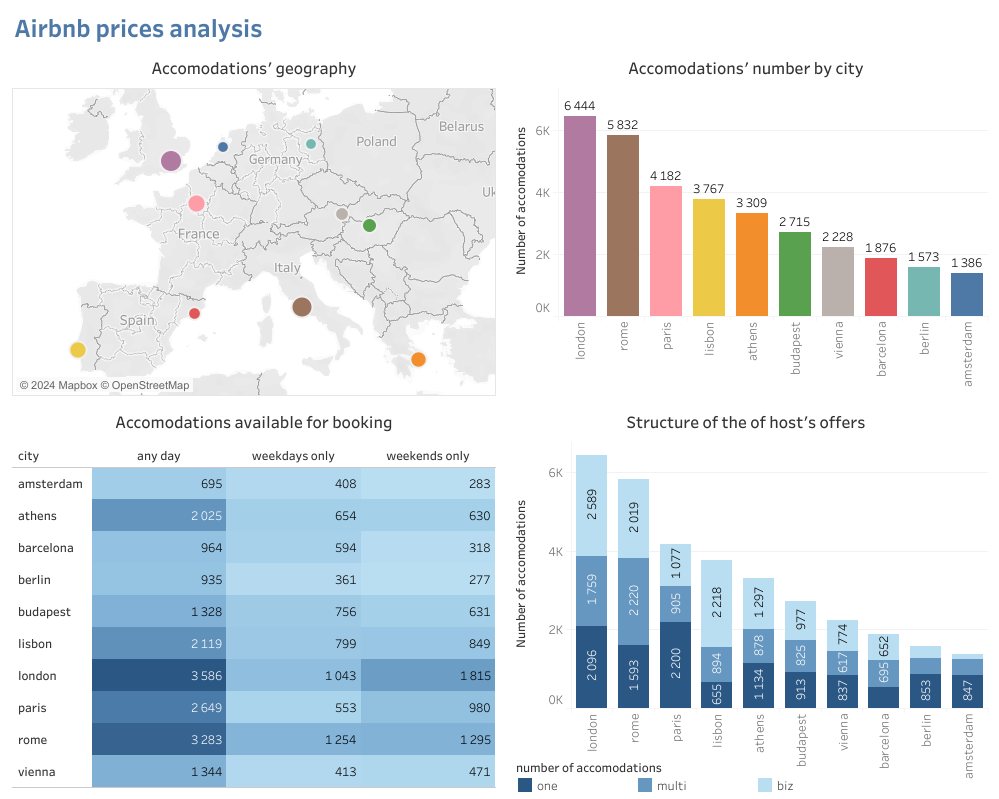 Airbnb prices analysis
Accomodations' geography
Belarus
Poland
Germany
Uk
France
Italy
Spain
© 2024 Mapbox © OpenStreetMap
Accomodations' number by city
Number of accomodations
6K
4K
2K
0K
6 444
5 832
4 182
3 767
3 309
2 715
2 228
1 876
1 573
1 386
london
rome
paris
lisbon
athens
budapest
vienna
barcelona
berlin
amsterdam
Accomodations available for booking
city any day weekdays only weekends only
amsterdam 695 408 283
athens 2 025 654 630
barcelona 964 594 318
berlin 935 361 277
budapest 1 328 756 631
lisbon 2 119 799 849
london 3 586 1 043 1 815
paris 2 649 553 980
rome 3 283 1 254 1 295
vienna 1 344 413 471
Structure of the of host's offers
Number of accomodations
6K
4K
2K
0K
2 589
1 759
2 096
2 019
2 220
1 593
1 077
905
2 200
2 218
894
655
1 297
878
1 134
977
825
913
774
617
837
652
695
853
847
london
rome
paris
lisbon
athens
budapest
vienna
barcelona
berlin
amsterdam
number of accomodations
one multi biz